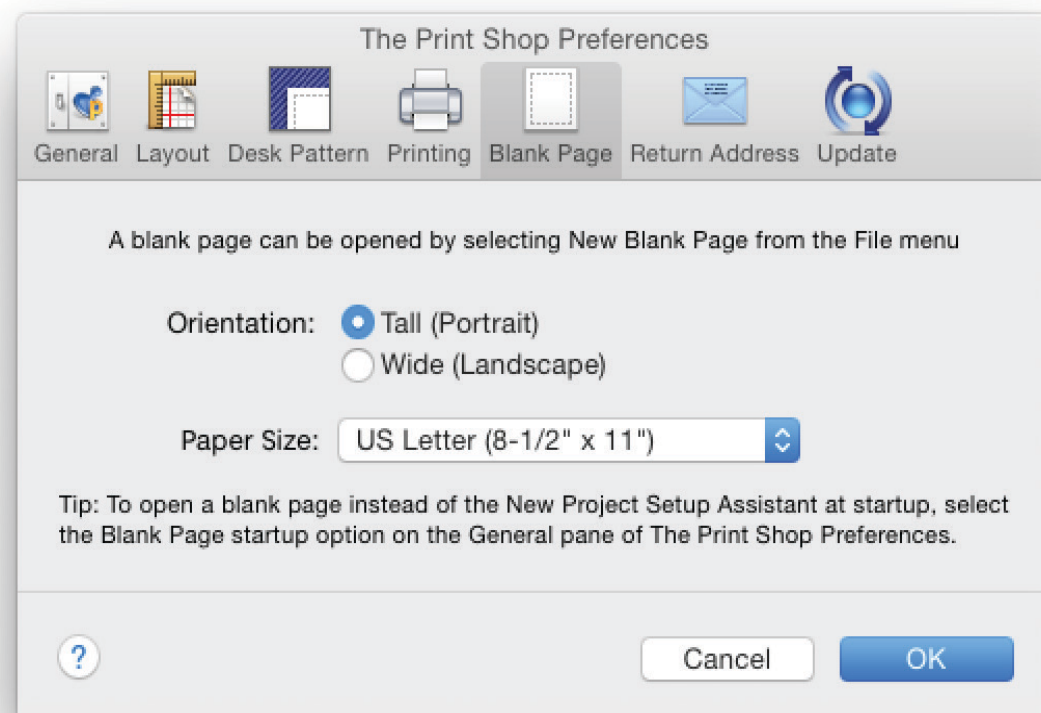 The Print Shop Preferences
General Layout Desk Pattern Printing Blank Page Return Address Update
A blank page can be opened by selecting New Blank Page from the File menu
Orientation: Tall (Portrait)
Wide (Landscape)
Paper Size: US Letter (8-1/2" x 11")
Tip: To open a blank page instead of the New Project Setup Assistant at startup, select
the Blank Page startup option on the General pane of The Print Shop Preferences.
? Cancel OK